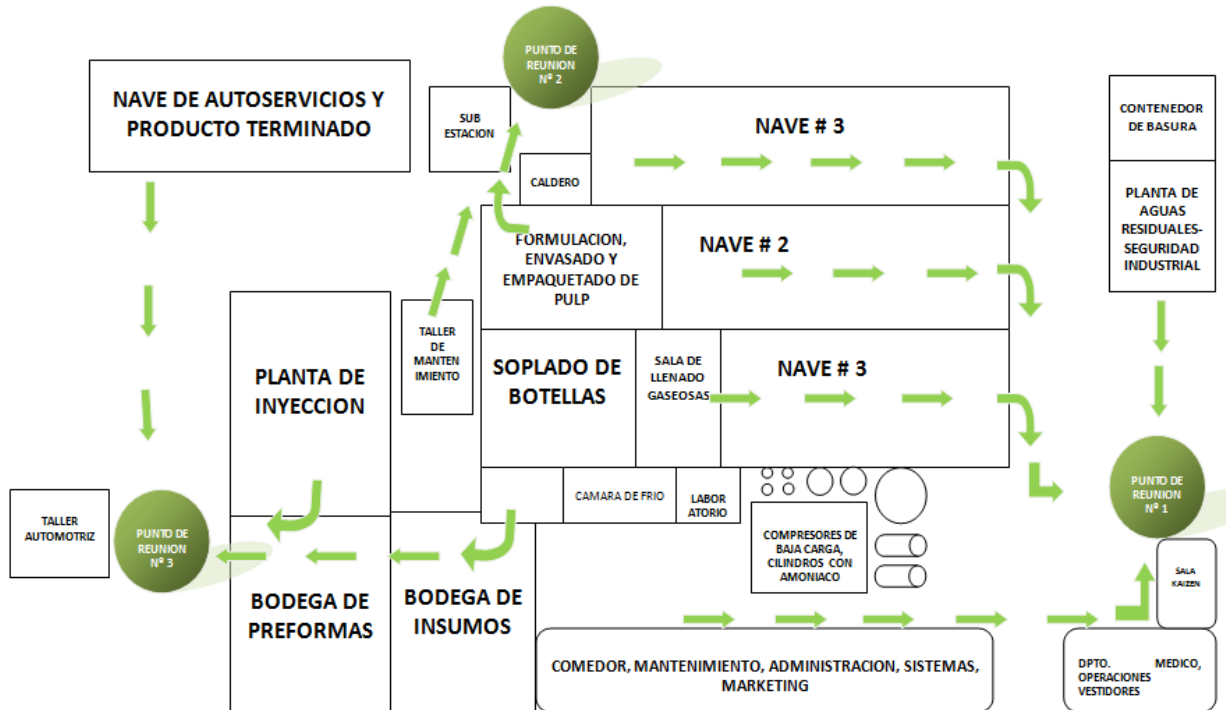 PUNTO DE
REUNION
Nº 2
NAVE DE AUTOSERVICIOS Y
PRODUCTO TERMINADO
SUB
ESTACION
NAVE # 3
CONTENEDOR
DE BASURA
CALDERO
PLANTA DE
AGUAS
RESIDUALES-
SEGURIDAD
INDUSTRIAL
FORMULACION,
ENVASADO Y
EMPAQUETADO DE
PULP
NAVE # 2
TALLER
DE
MANTEN
IMIENTO
PLANTA DE
INYECCION
SOPLADO DE
BOTELLAS
SALA DE
LLENADO
GASEOSAS
NAVE # 3
PUNTO DE
REUNION
Nº 1
CAMARA DE FRIO
LABOR
ATORIO
TALLER
AUTOMOTRIZ
PUNTO DE
REUNION
Nº 3
COMPRESORES DE
BAJA CARGA,
CILINDROS CON
AMONIACO
SALA
KAIZEN
BODEGA DE
PREFORMAS
BODEGA DE
INSUMOS
COMEDOR, MANTENIMIENTO, ADMINISTRACION, SISTEMAS,
MARKETING
DPTO. MEDICO,
OPERACIONES
VESTIDORES